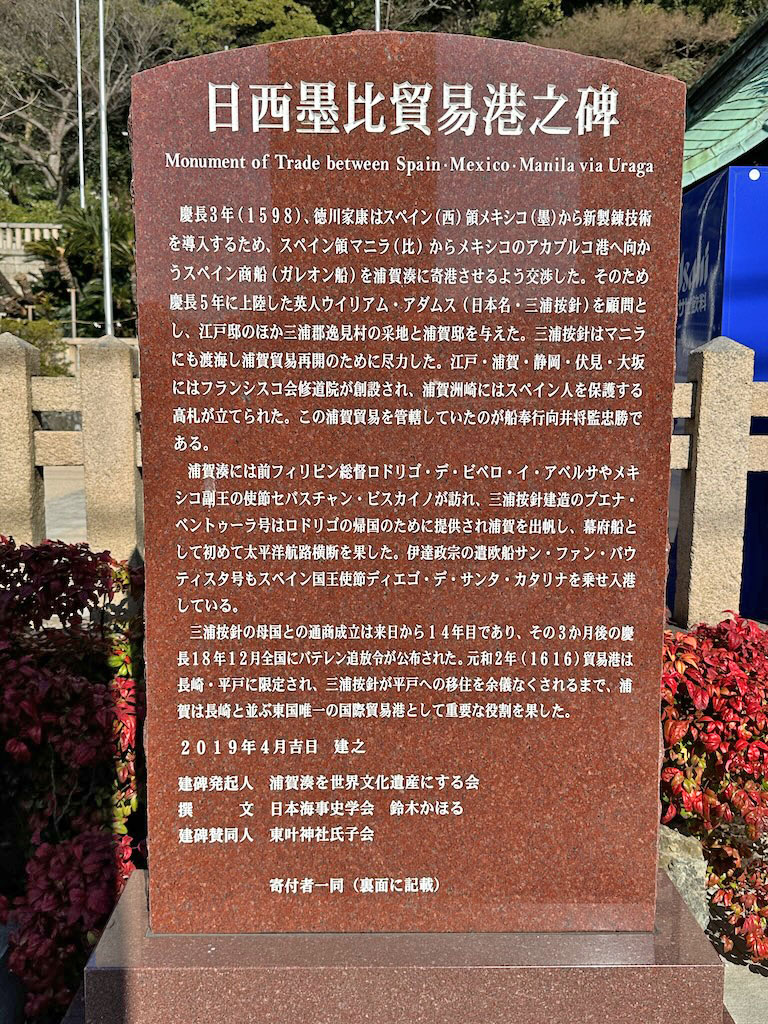 日西墨比貿易港之碑
Monument of Trade between Spain・Mexico・Manila via Uraga
慶長3年(1598)、徳川家康はスペイン(西)領メキシコ(墨)から新製錬技術
を導入するため、スペイン領マニラ(比)からメキシコのアカプルコ港へ向か
うスペイン商船(ガレオン船)を浦賀湊に寄港させるよう交渉した。そのため
慶長5年に上陸した英人ウイリアム・アダムス(日本名・三浦按針)を顧問と
し、江戸邸のほか三浦郡逸見村の采地と浦賀邸を与えた。三浦按針はマニラ
にも渡海し浦賀貿易再開のために尽力した。江戸・浦賀・静岡・伏見・大坂
にはフランシスコ会修道院が創設され、浦賀洲崎にはスペイン人を保護する
高札が立てられた。この浦賀貿易を管轄していたのが船奉行向井将監忠勝で
ある。
浦賀湊には前フィリピン総督ロドリゴ・デ・ビベロ・イ・アベルサやメキ
シコ副王の使節セバスチャン・ビスカイノが訪れ、三浦按針建造のブエナ・
ベントゥーラ号はロドリゴの帰国のために提供され浦賀を出帆し、幕府船と
して初めて太平洋航路横断を果した。伊達政宗の遣欧船サン・ファン・バウ
ティスタ号もスペイン国王使節ディエゴ・デ・サンタ・カタリナを乗せ入港
している。
三浦按針の母国との通商成立は来日から14年目であり、その3か月後の慶
長18年12月全国にバテレン追放令が公布された。元和2年(1616)貿易港は
長崎・平戸に限定され、三浦按針が平戸への移住を余儀なくされるまで、浦
賀は長崎と並ぶ東国唯一の国際貿易港として重要な役割を果した。
2019年4月吉日 建之
建碑発起人 浦賀湊を世界文化遺産にする会
撰 文 日本海事史学会 鈴木かほる
建碑賛同人 東叶神社氏子会
寄付者一同(裏面に記載)